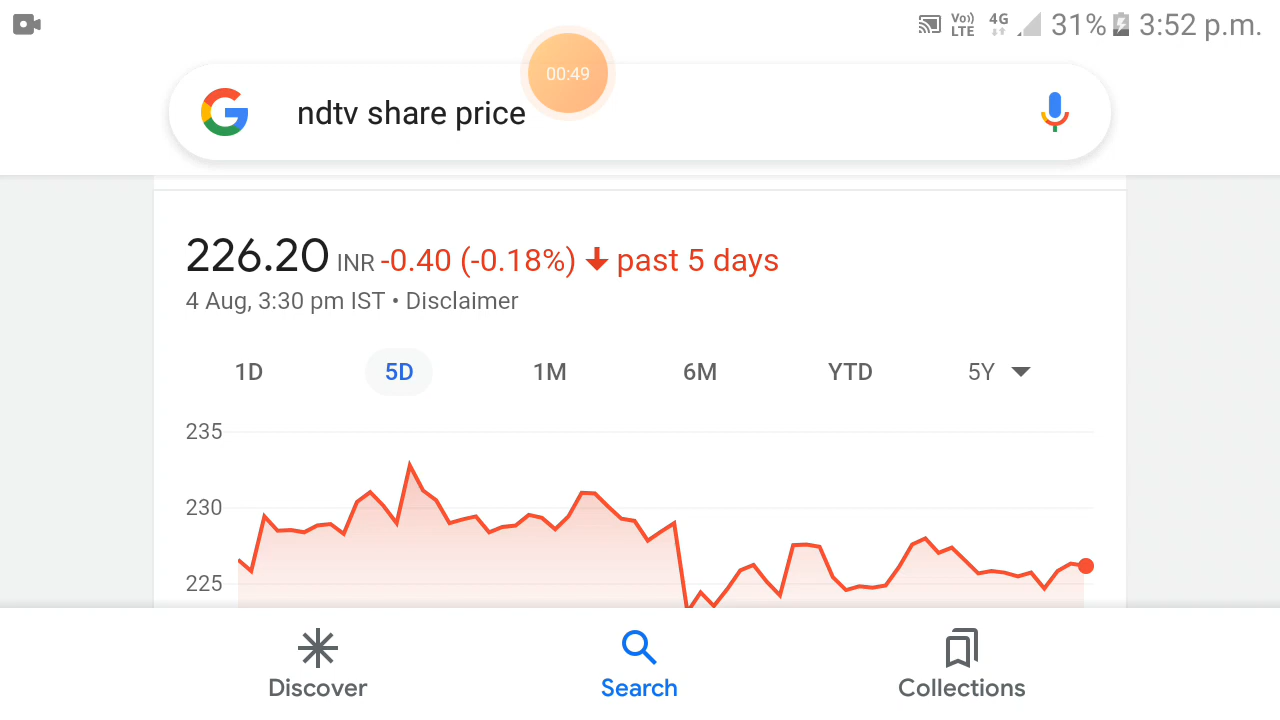 Vo)) LTE 4G 31% 3:52 p.m.
00:49
ndtv share price
226.20 INR -0.40 (-0.18%) past 5 days
4 Aug, 3:30 pm IST • Disclaimer
1D 5D 1M 6M YTD 5Y
235
230
225
Discover Search Collections